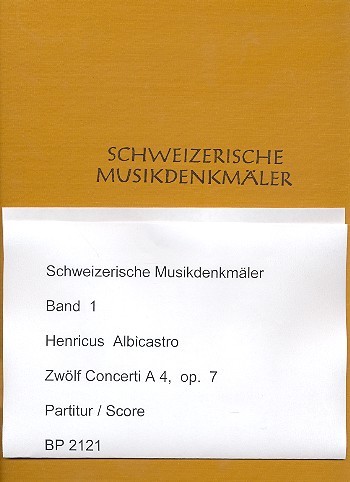 SCHWEIZERISCHE
MUSIKDENKMÄLER
Schweizerische Musikdenkmäler
Band 1
Henricus Albicastro
Zwölf Concerti A 4, op. 7
Partitur / Score
BP 2121